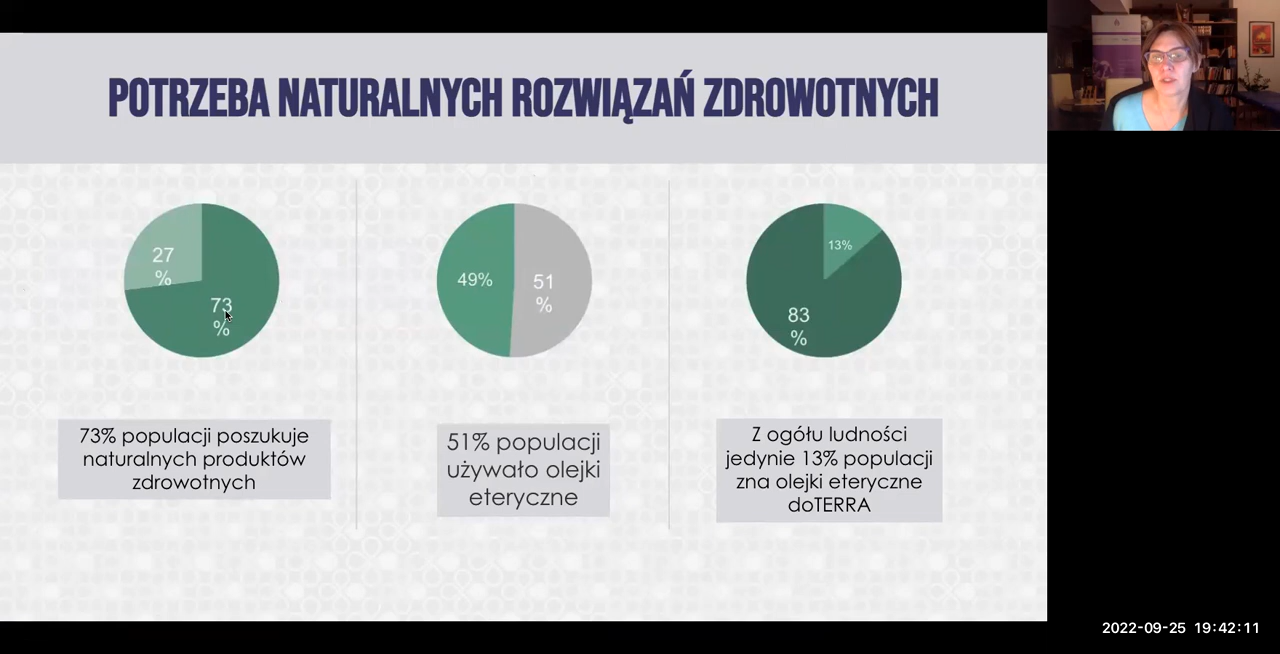 POTRZEBA NATURALNYCH ROZWIĄZAŃ ZDROWOTNYCH
27
%
73
%
49%
51
%
13%
83
%
73% populacji poszukuje
naturalnych produktów
zdrowotnych
51% populacji
używało olejki
eteryczne
Z ogółu ludności
jedynie 13% populacji
zna olejki eteryczne
doTERRA
2022-09-25 19:42:11